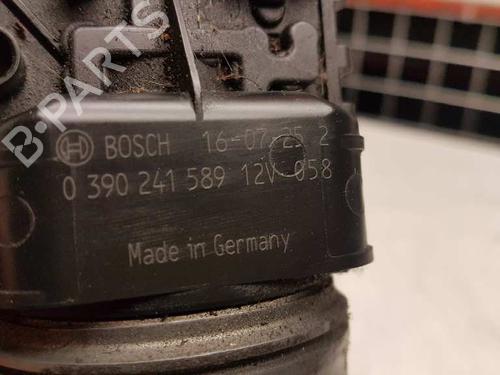 B-PARTS
BOSCH 16-07 25 2
0 390 241 589 12V 058
Made in Germany